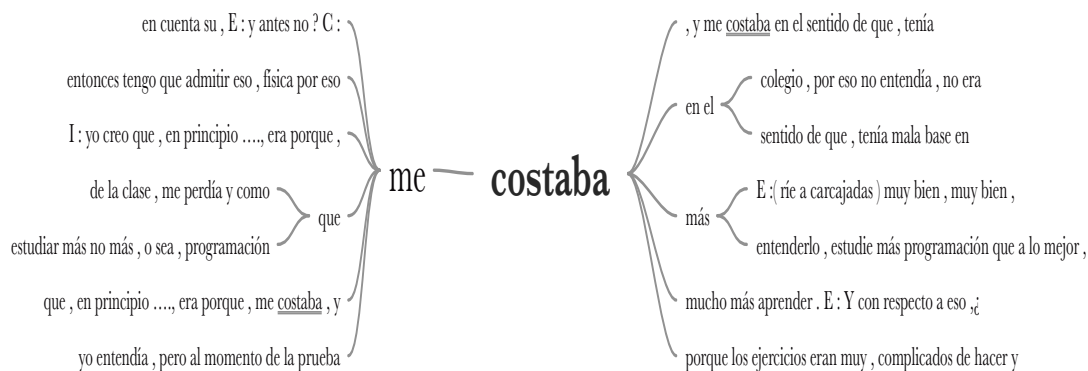 en cuenta su , E : y antes no ? C :
entonces tengo que admitir eso , física por eso
I : yo creo que , en principio …., era porque ,
de la clase , me perdía y como
estudiar más no más , o sea , programación
que
que , en principio …., era porque , me costaba , y
yo entendía , pero al momento de la prueba
me
costaba
, y me costaba en el sentido de que , tenía
en el
colegio , por eso no entendía , no era
sentido de que , tenía mala base en
más
E :( ríe a carcajadas ) muy bien , muy bien ,
entenderlo , estudie más programación que a lo mejor ,
mucho más aprender . E : Y con respecto a eso ,¿
porque los ejercicios eran muy , complicados de hacer y